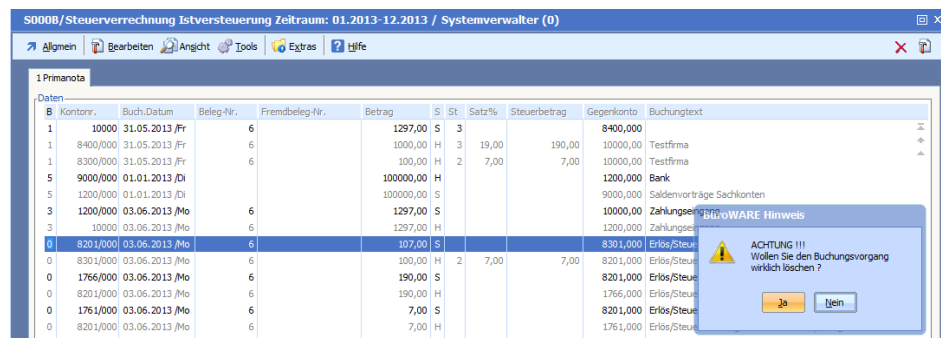 S000B/Steuerverrechnung Istversteuerung Zeitraum: 01.2013-12.2013 / Systemverwalter (0)
Allgmein Bearbeiten Ansicht Tools Extras Hilfe
1 Primanota
Daten
B Kontonr. Buch.Datum Beleg-Nr. Fremdbeleg-Nr. Betrag S St Satz% Steuerbetrag Gegenkonto Buchungtext
1 10000 31.05.2013 /Fr 6 1297,00 S 3 8400,000
1 8400/000 31.05.2013 /Fr 6 1000,00 H 3 19,00 190,00 10000,00 Testfirma
1 8300/000 31.05.2013 /Fr 6 100,00 H 2 7,00 7,00 10000,00 Testfirma
5 9000/000 01.01.2013 /Di 100000,00 H 1200,000 Bank
5 1200/000 01.01.2013 /Di 100000,00 S 9000,000 Saldenvorträge Sachkonten
3 1200/000 03.06.2013 /Mo 6 1297,00 S 10000,00 Zahlungseingang
3 10000 03.06.2013 /Mo 6 1297,00 H 1200,000
0 8201/000 03.06.2013 /Mo 6 107,00 S 8301,000 Erlös/Steue
0 8301/000 03.06.2013 /Mo 6 100,00 H 2 7,00 7,00 8201,000 Erlös/Steue
0 1766/000 03.06.2013 /Mo 6 190,00 S 8201,000 Erlös/Steue
0 8201/000 03.06.2013 /Mo 6 190,00 H 1766,000 Erlös/Steue
0 1761/000 03.06.2013 /Mo 6 7,00 S 8201,000 Erlös/Steue
0 8201/000 03.06.2013 /Mo 6 7,00 H 1761,000
BüroWARE Hinweis
ACHTUNG !!!
Wollen Sie den Buchungsvorgang
wirklich löschen ?
Ja Nein